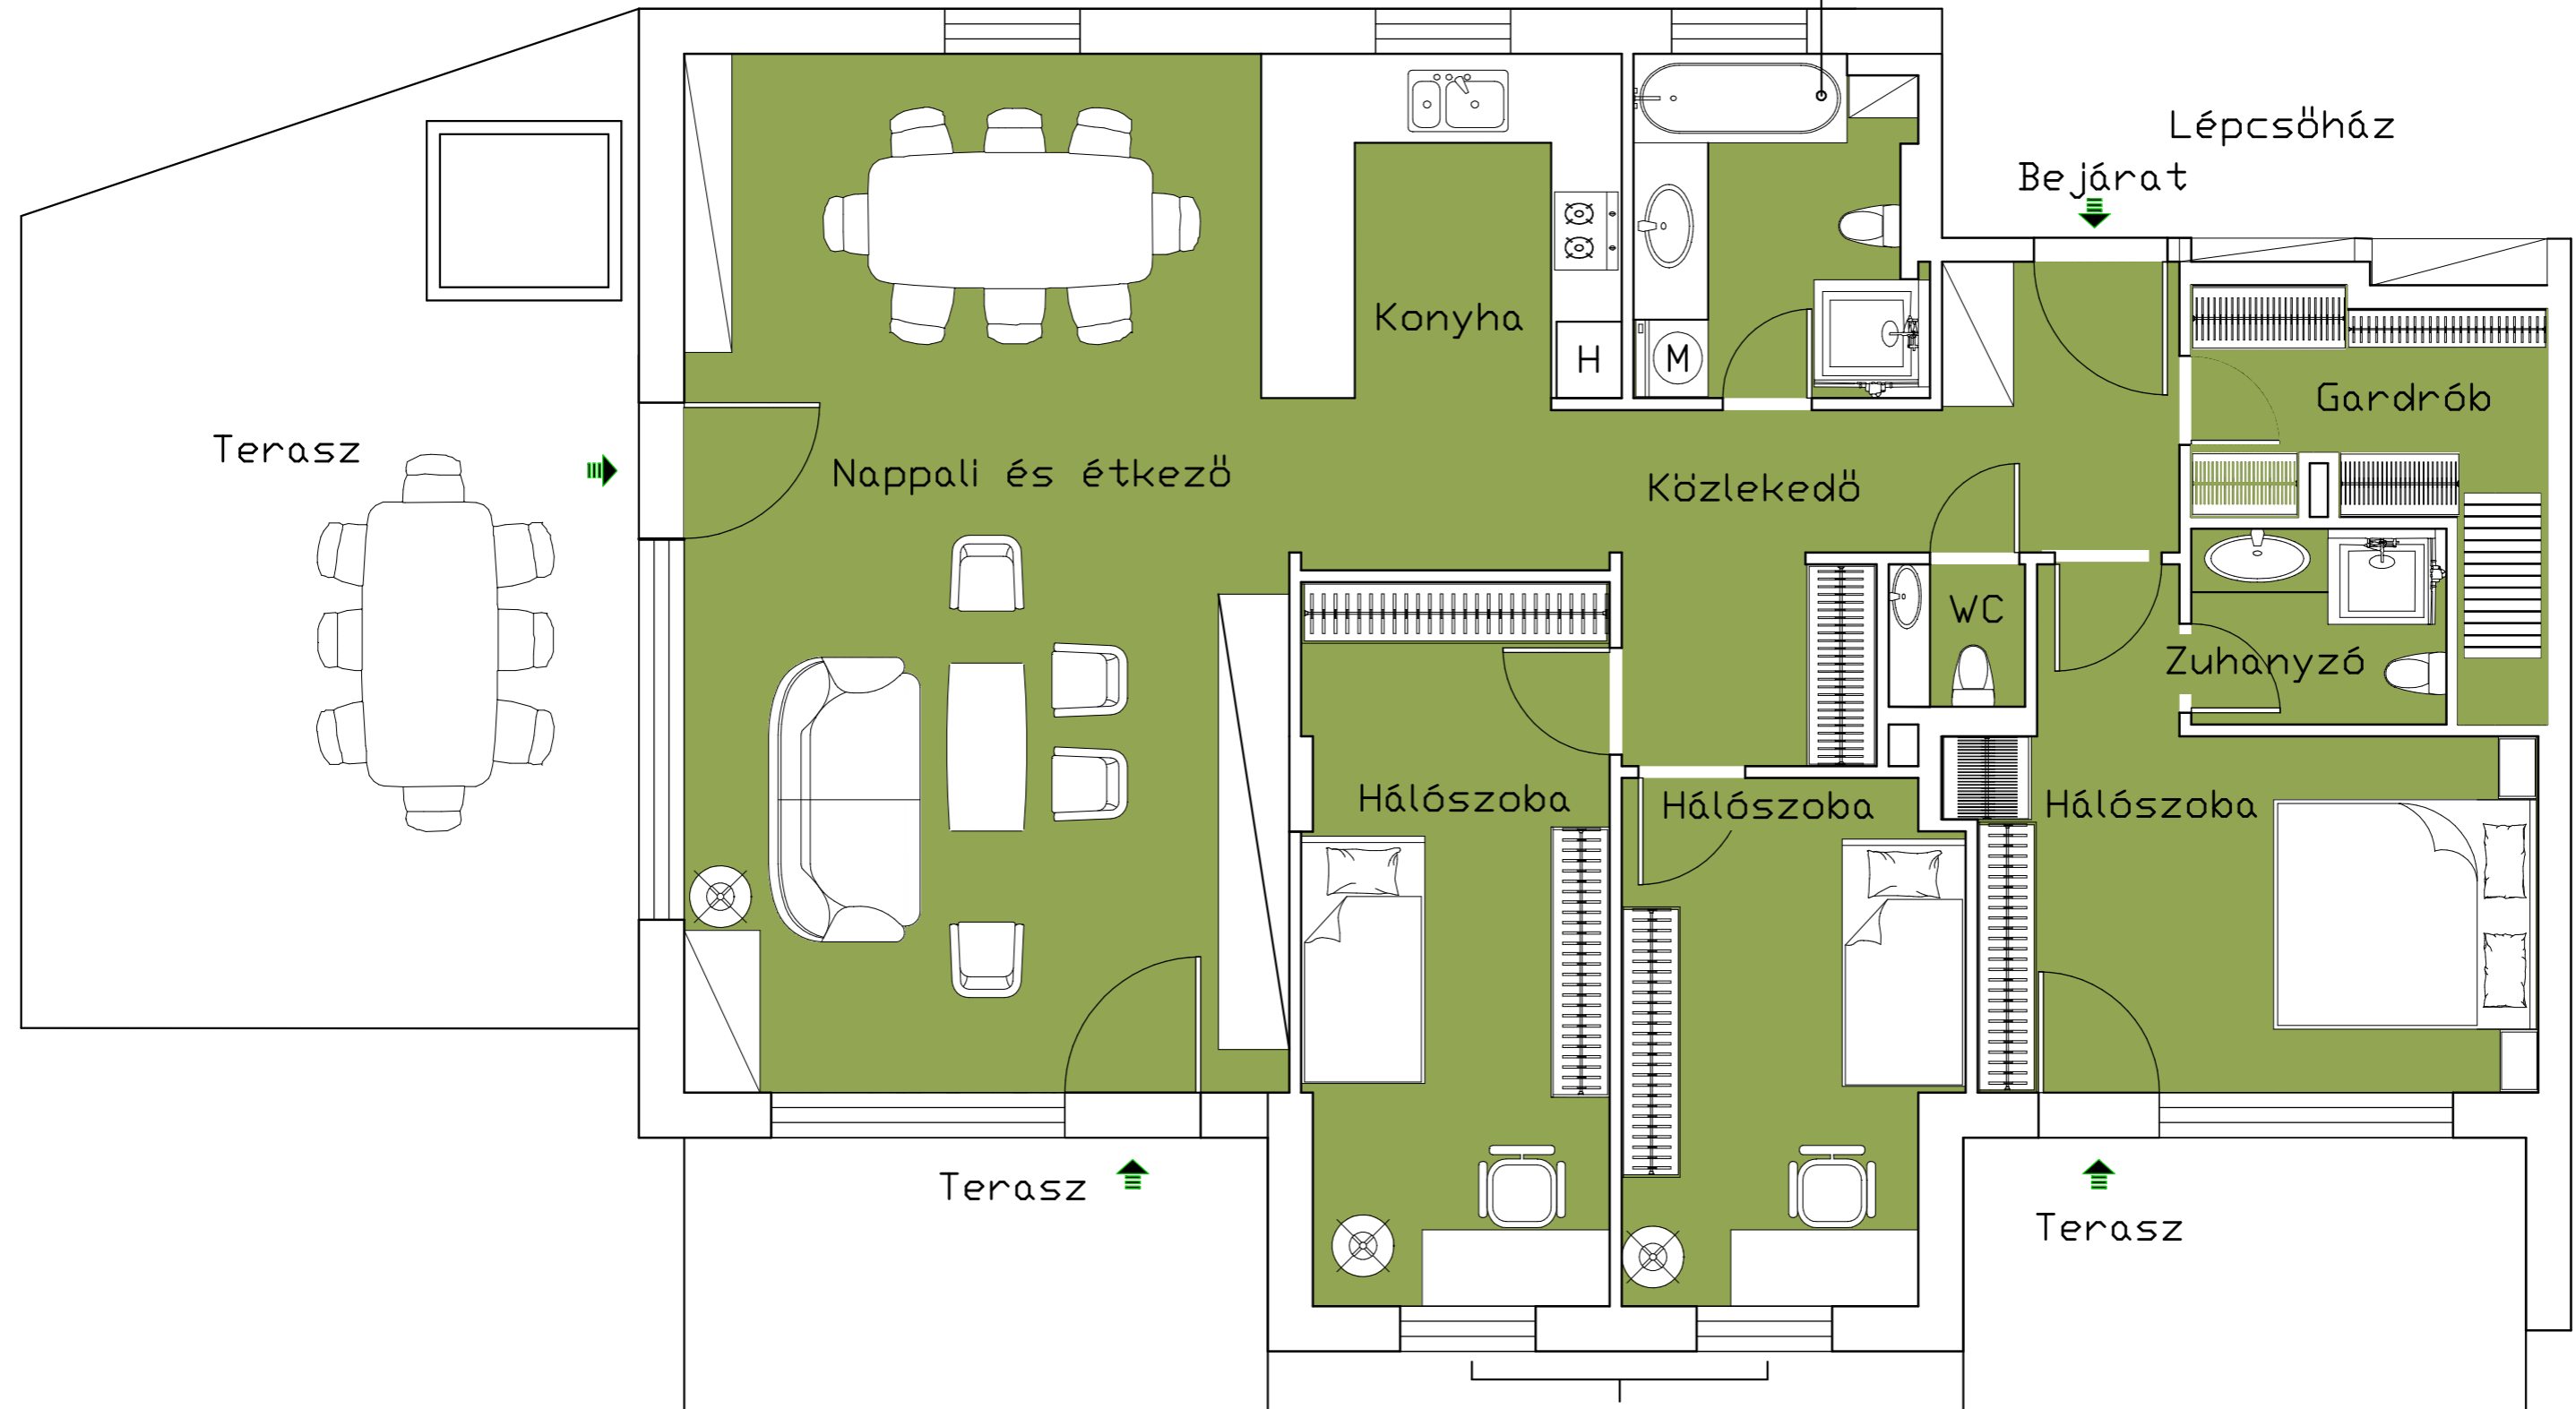 Lépcsőház
Bejárat
Konyha
H
M
Gardrób
Terasz
Nappali és étkező
Közlekedő
WC
Zuhanyzó
Hálószoba
Hálószoba
Hálószoba
Terasz
Terasz